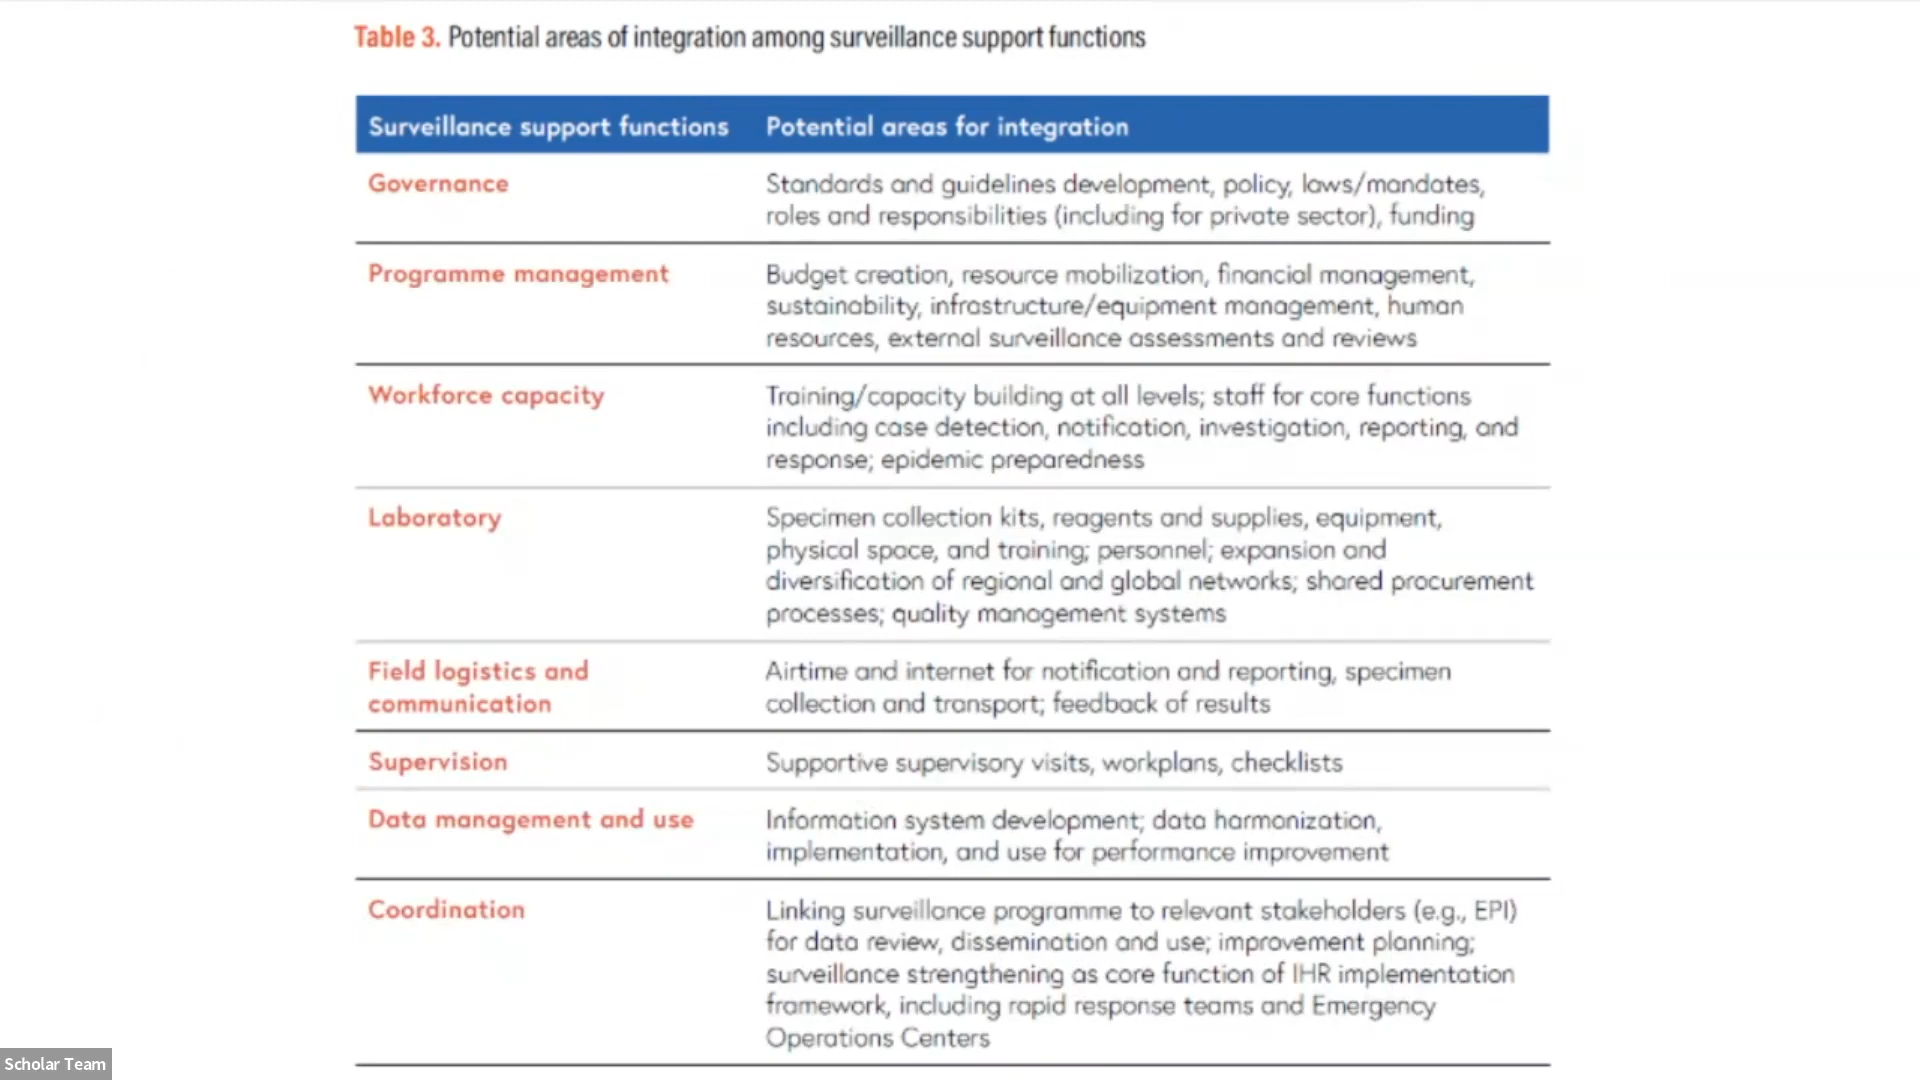 Table 3. Potential areas of integration among surveillance support functions
Surveillance support functions
Potential areas for integration
Governance
Standards and guidelines development, policy, laws/mandates,
roles and responsibilities (including for private sector), funding
Programme management
Budget creation, resource mobilization, financial management,
sustainability, infrastructure/equipment management, human
resources, external surveillance assessments and reviews
Workforce capacity
Training/capacity building at all levels; staff for core functions
including case detection, notification, investigation, reporting, and
response; epidemic preparedness
Laboratory
Specimen collection kits, reagents and supplies, equipment,
physical space, and training; personnel; expansion and
diversification of regional and global networks; shared procurement
processes; quality management systems
Field logistics and
communication
Airtime and internet for notification and reporting, specimen
collection and transport; feedback of results
Supervision
Supportive supervisory visits, workplans, checklists
Data management and use
Information system development; data harmonization,
implementation, and use for performance improvement
Coordination
Linking surveillance programme to relevant stakeholders (e.g., EPI)
for data review, dissemination and use; improvement planning;
surveillance strengthening as core function of IHR implementation
framework, including rapid response teams and Emergency
Operations Centers
Scholar Team